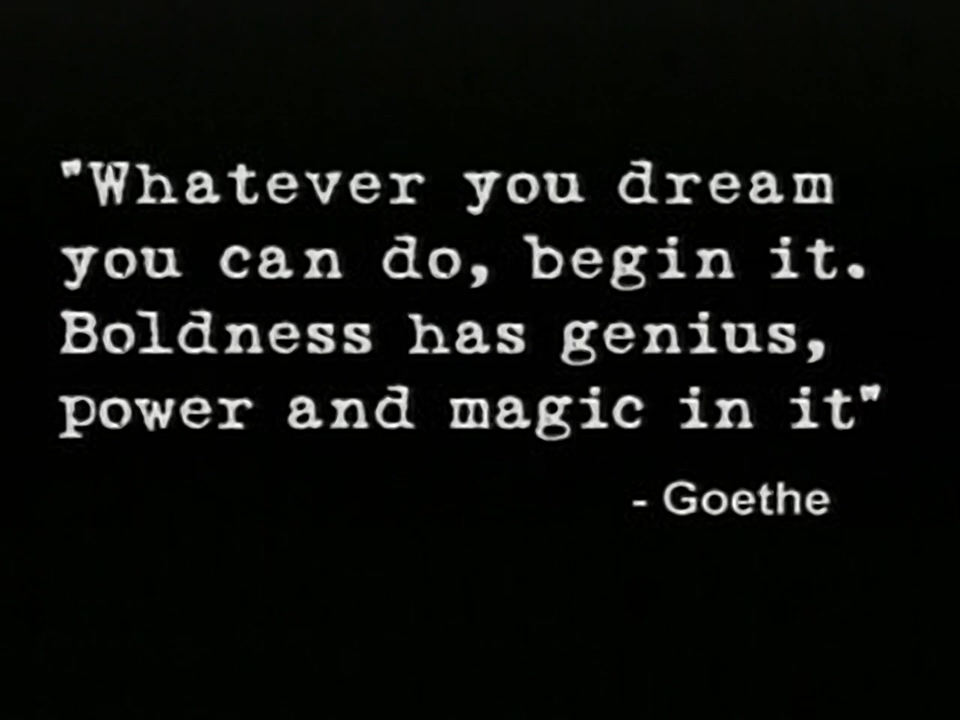 "Whatever you dream
you can do, begin it.
Boldness has genius,
power and magic in it"
- Goethe